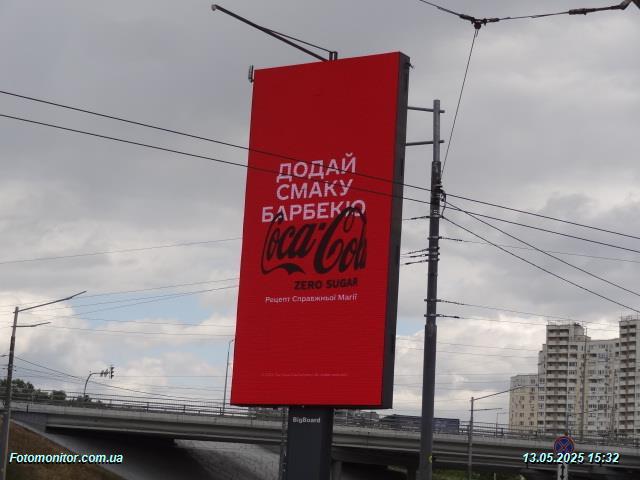 ДОДАЙ
СМАКУ
БАРБЕКЮ
Coca-Cola
ZERO SUGAR
Рецепт Справжньої Магії
BigBoard
Fotomonitor.com.ua
13.05.2025 15:32